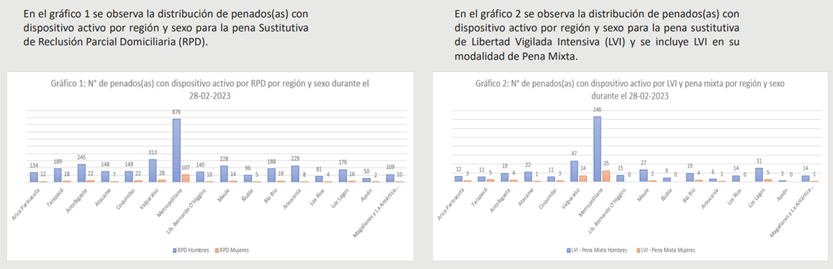 En el gráfico 1 se observa la distribución de penados(as) con
dispositivo activo por región y sexo para la pena Sustitutiva
de Reclusión Parcial Domiciliaria (RPD).
Gráfico 1: N° de penados(as) con dispositivo activo por RPD por región y sexo durante el
28-02-2023
134 12 189 18 245 22 148 7 149 22 313 28 876 107 140 10 228 14 96 5 188 19 229 8 81 4 176 16 50 2 109 10
Arica Parinacota
Tarapacá
Antofagasta
Atacama
Coquimbo
Valparaíso
Metropolitana
Lib. Bernardo O'Higgins
Maule
Ñuble
Bío Bío
Araucanía
Los Ríos
Los Lagos
Aysén
Magallanes y La Antártica...
RPD Hombres RPD Mujeres
En el gráfico 2 se observa la distribución de penados(as) con
dispositivo activo por región y sexo para la pena sustitutiva
de Libertad Vigilada Intensiva (LVI) y se incluye LVI en su
modalidad de Pena Mixta.
Gráfico 2: N° de penados(as) con dispositivo activo por LVI y pena mixta por región y sexo
durante el 28-02-2023
12 3 11 5 19 4 22 1 11 3 47 14 146 25 15 0 27 2 9 0 19 4 6 1 14 0 31 5 3 0 14 1
Arica Parinacota
Tarapacá
Antofagasta
Atacama
Coquimbo
Valparaíso
Metropolitana
Lib. Bernardo O'Higgins
Maule
Ñuble
Bío Bío
Araucanía
Los Ríos
Los Lagos
Aysén
Magallanes y La Antártica...
LVI - Pena Mixta Hombres LVI - Pena Mixta Mujeres